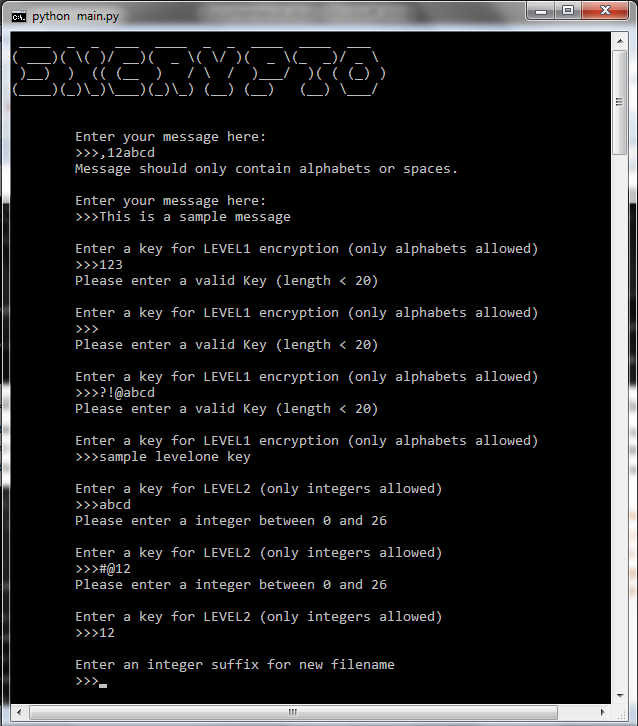 python  main.py
EXCRYPTO
Enter your message here:
>>>,12abcd
Message should only contain alphabets or spaces.
Enter your message here:
>>>This is a sample message
Enter a key for LEVEL1 encryption (only alphabets allowed)
>>>123
Please enter a valid Key (length < 20)
Enter a key for LEVEL1 encryption (only alphabets allowed)
>>>
Please enter a valid Key (length < 20)
Enter a key for LEVEL1 encryption (only alphabets allowed)
>>>?!@abcd
Please enter a valid Key (length < 20)
Enter a key for LEVEL1 encryption (only alphabets allowed)
>>>sample levelone key
Enter a key for LEVEL2 (only integers allowed)
>>>abcd
Please enter a integer between 0 and 26
Enter a key for LEVEL2 (only integers allowed)
>>>#@12
Please enter a integer between 0 and 26
Enter a key for LEVEL2 (only integers allowed)
>>>12
Enter an integer suffix for new filename
>>>_